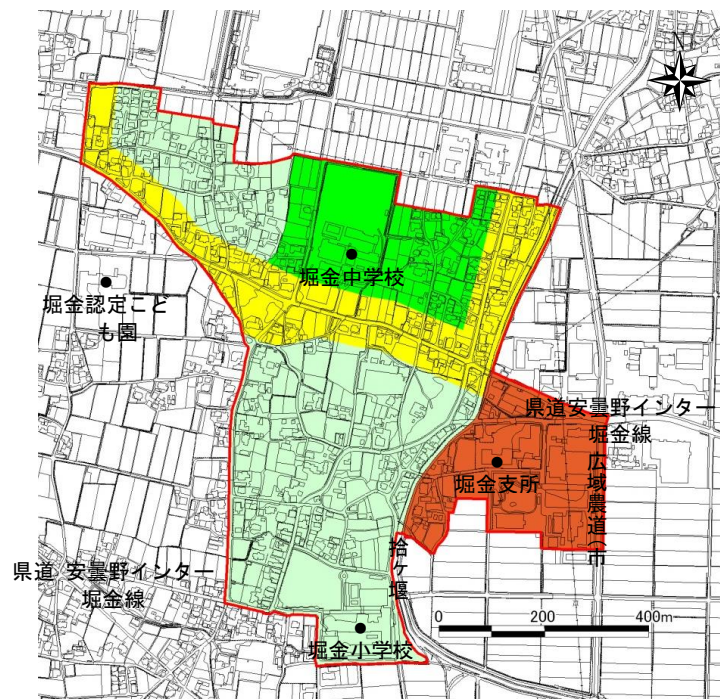 N
堀金中学校
堀金認定こど
も園
県道安曇野インター
堀金線
堀金支所
広域農道(市
拾ケ堰
県道 安曇野インター
堀金線
0 200 400m
堀金小学校